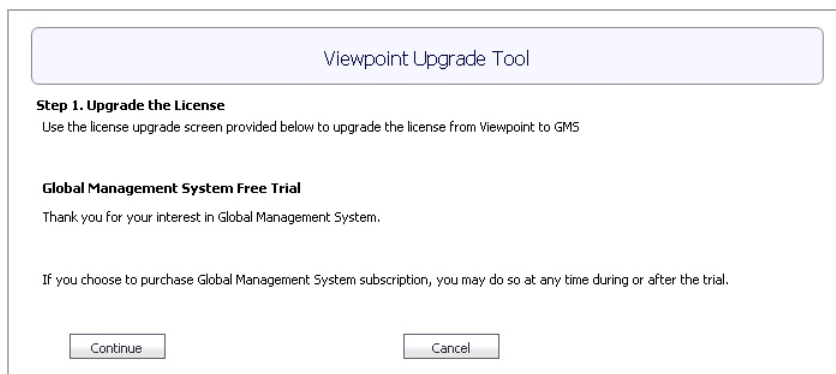 Viewpoint Upgrade Tool
Step 1. Upgrade the License
Use the license upgrade screen provided below to upgrade the license from Viewpoint to GMS
Global Management System Free Trial
Thank you for your interest in Global Management System.
If you choose to purchase Global Management System subscription, you may do so at any time during or after the trial.
Continue
Cancel